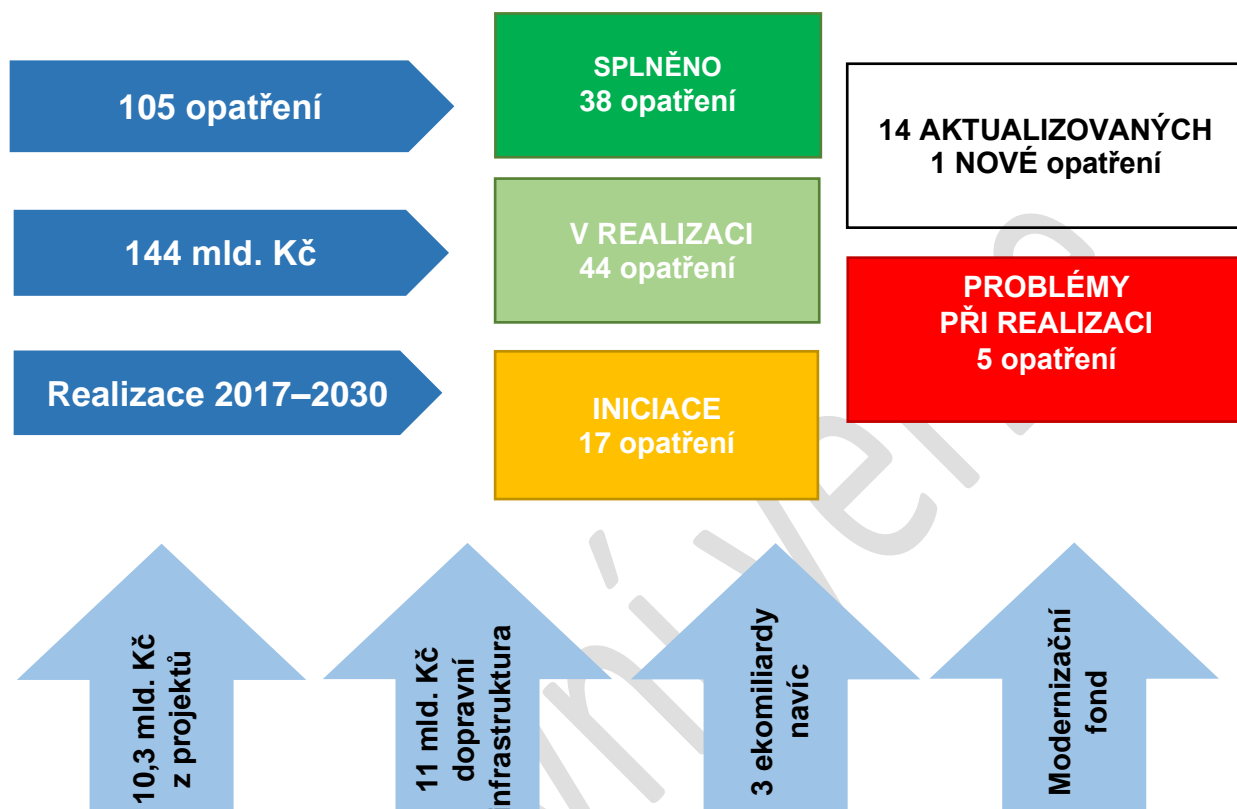 105 opatření
144 mld. Kč
Realizace 2017–2030
SPLNĚNO
38 opatření
V REALIZACI
44 opatření
INICIACE
17 opatření
14 AKTUALIZOVANÝCH
1 NOVÉ opatření
PROBLÉMY
PŘI REALIZACI
5 opatření
10,3 mld. Kč
z projektů
11 mld. Kč
dopravní
infrastruktura
3 ekomiliardy
navíc
Modernizační
fond